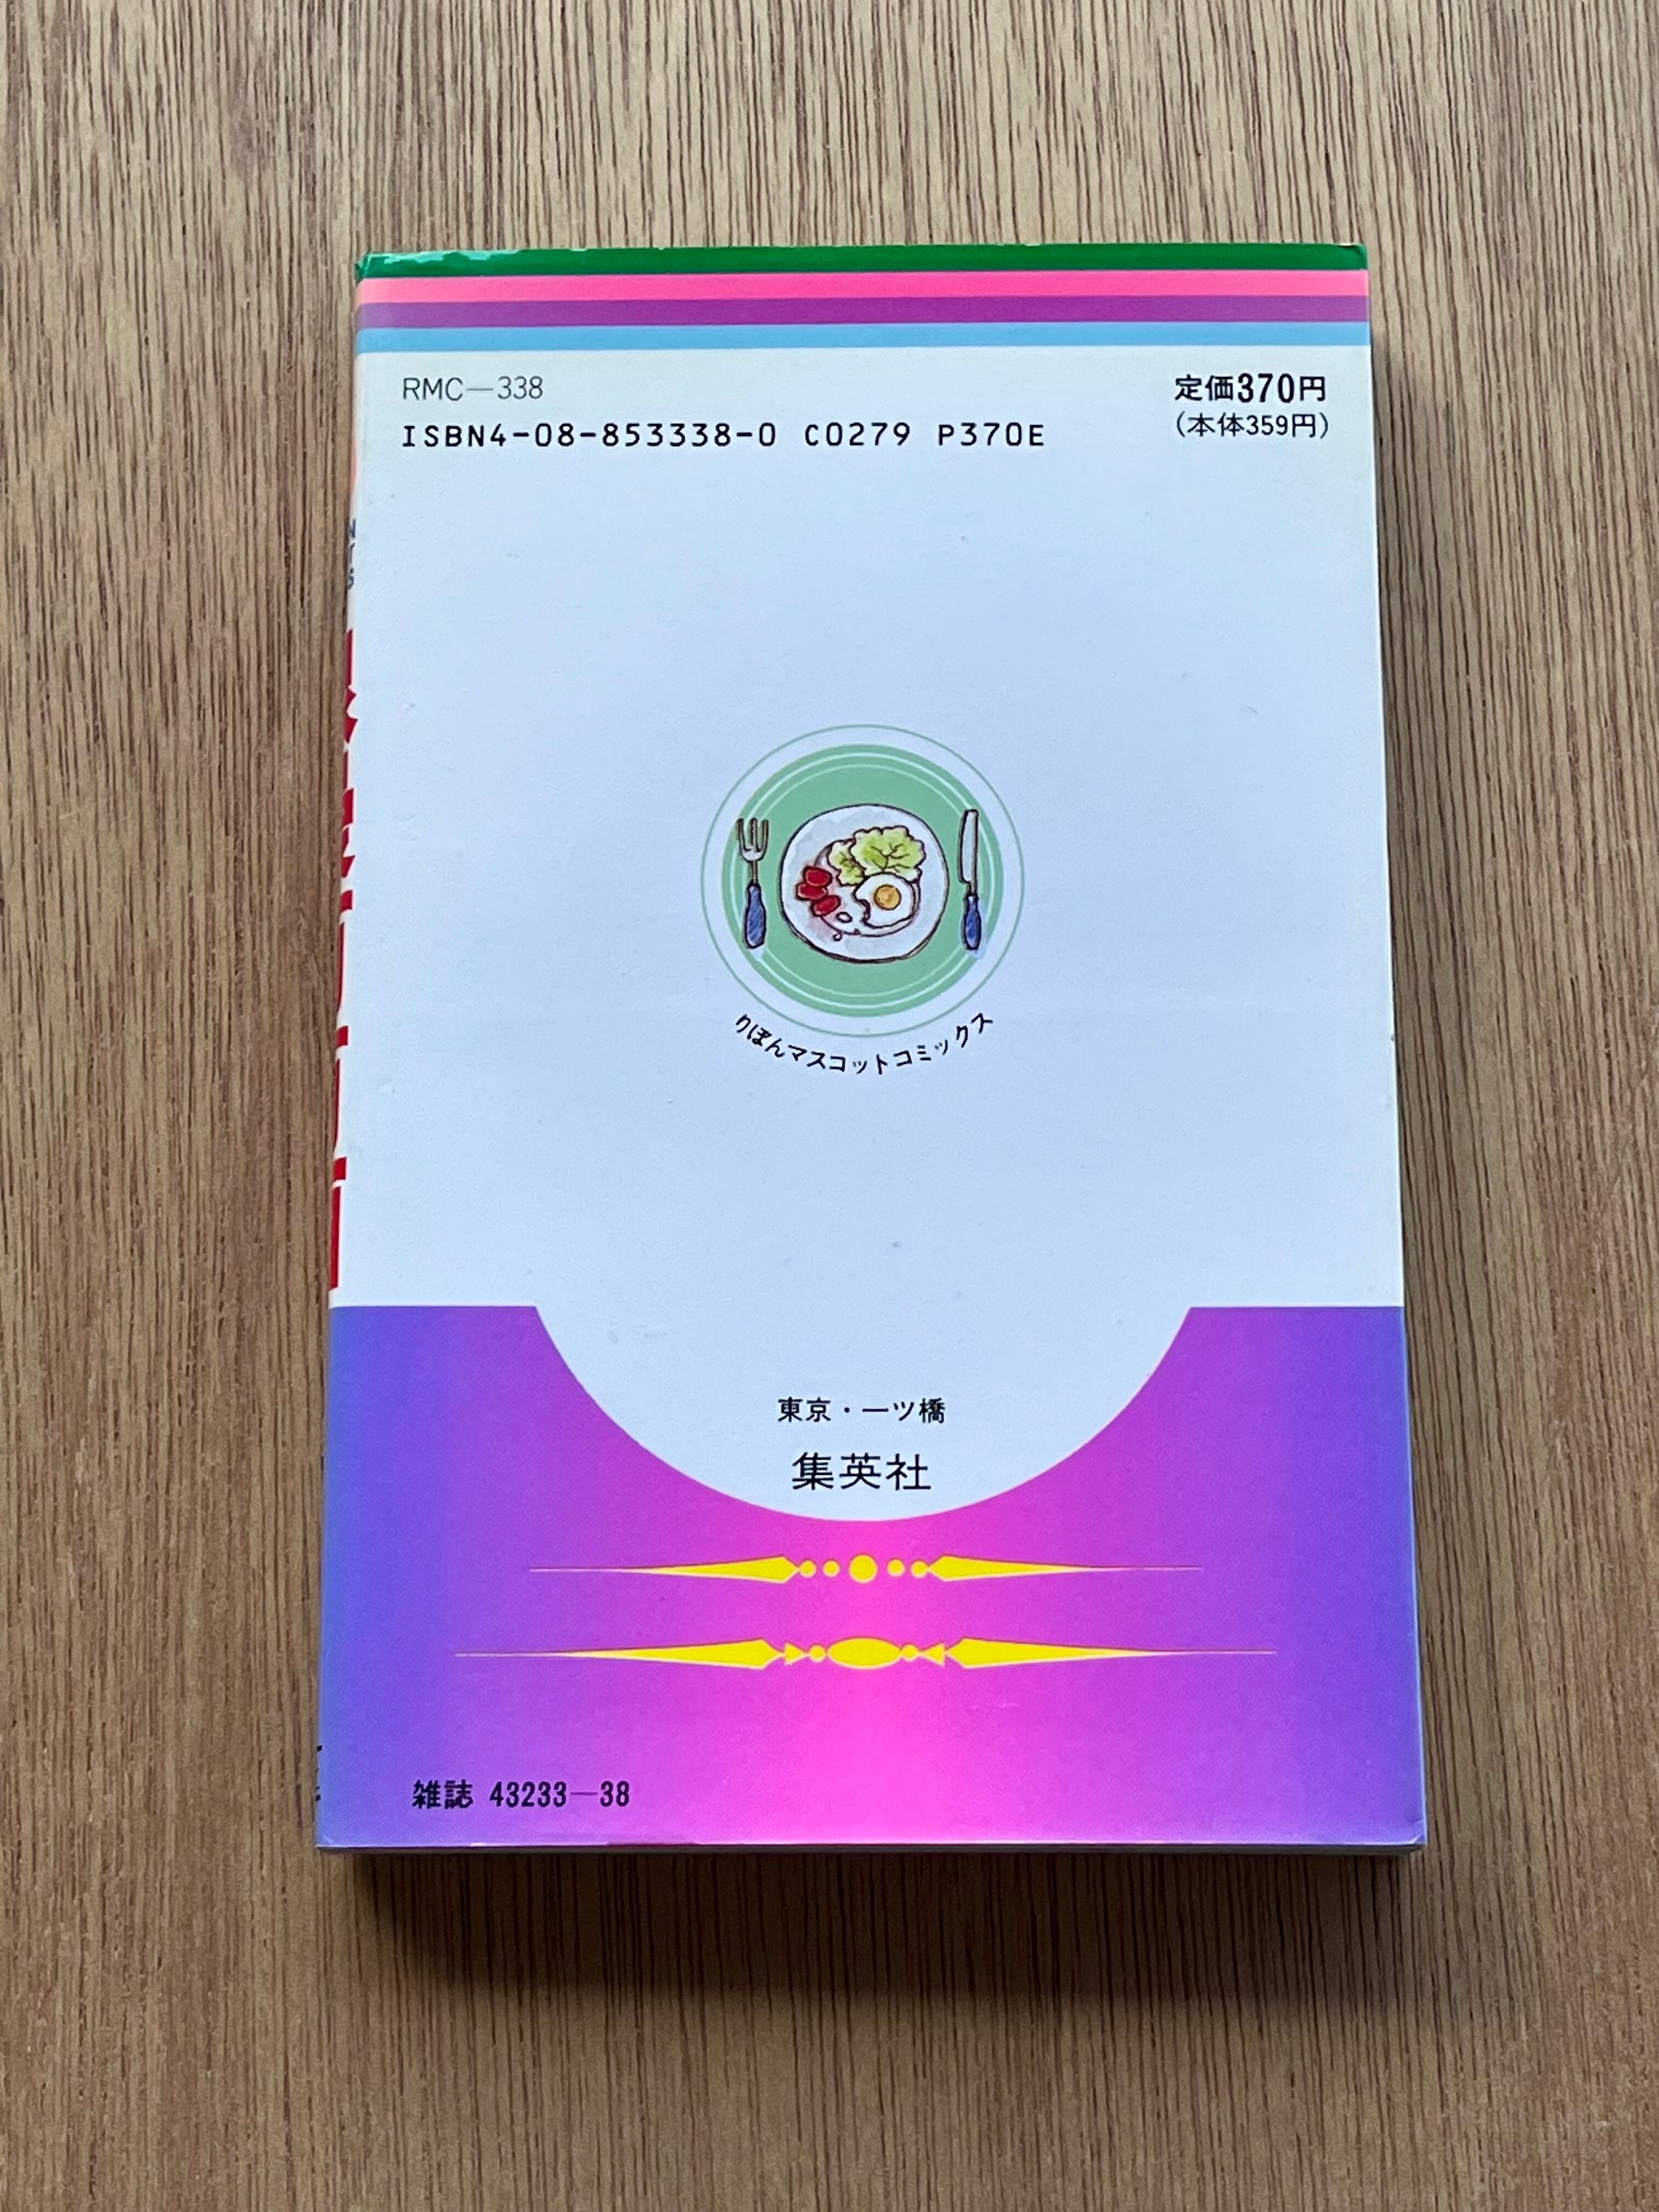 RMC—338
定価370円
ISBN4-08-853338-0 C0279 P370E
(本体359円)
りぼんマスコットコミックス
東京・一ツ橋
集英社
雑誌 43233—38